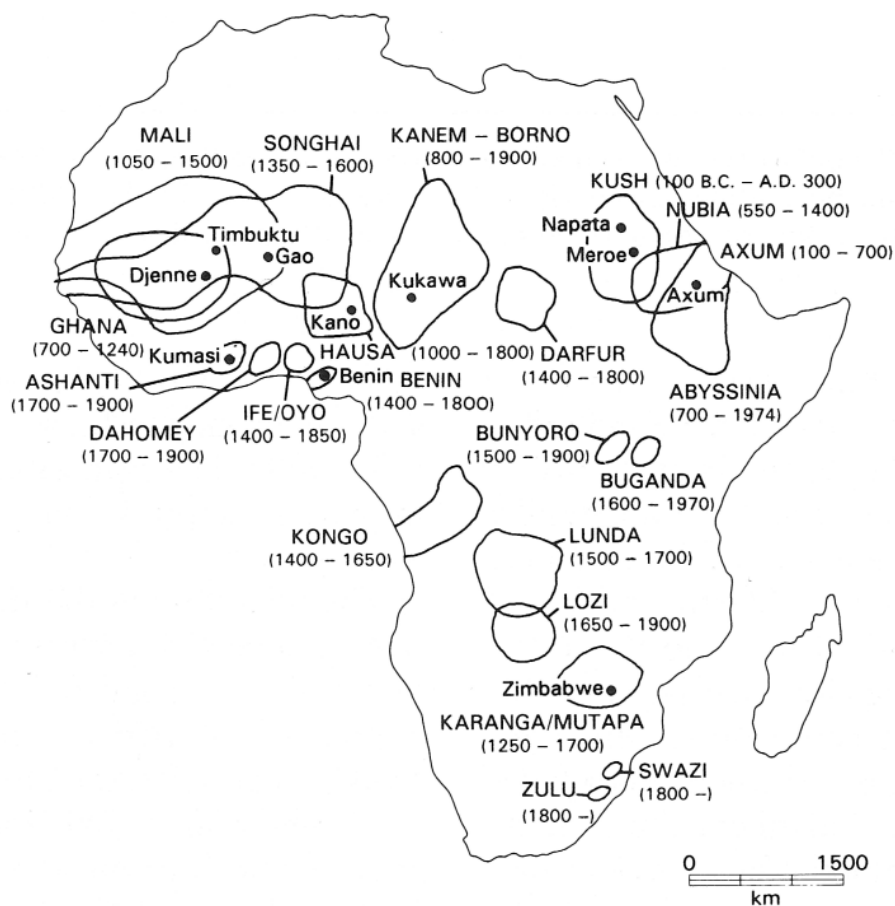 MALI
(1050 – 1500)
SONGHAI
(1350 – 1600)
KANEM – BORNO
(800 – 1900)
KUSH (100 B.C. – A.D. 300)
NUBIA (550 – 1400)
AXUM (100 – 700)
Napata
Meroe
Axum
Timbuktu
Gao
Djenne
Kukawa
Kano
GHANA
(700 – 1240)
Kumasi
HAUSA (1000 – 1800)
DARFUR
(1400 – 1800)
ASHANTI
(1700 – 1900)
Benin
BENIN
(1400 – 1800)
ABYSSINIA
(700 – 1974)
IFE/OYO
(1400 – 1850)
DAHOMEY
(1700 – 1900)
BUNYORO
(1500 – 1900)
BUGANDA
(1600 – 1970)
KONGO
(1400 – 1650)
LUNDA
(1500 – 1700)
LOZI
(1650 – 1900)
Zimbabwe
KARANGA/MUTAPA
(1250 – 1700)
SWAZI
(1800 –)
ZULU
(1800 –)
0 1500
km